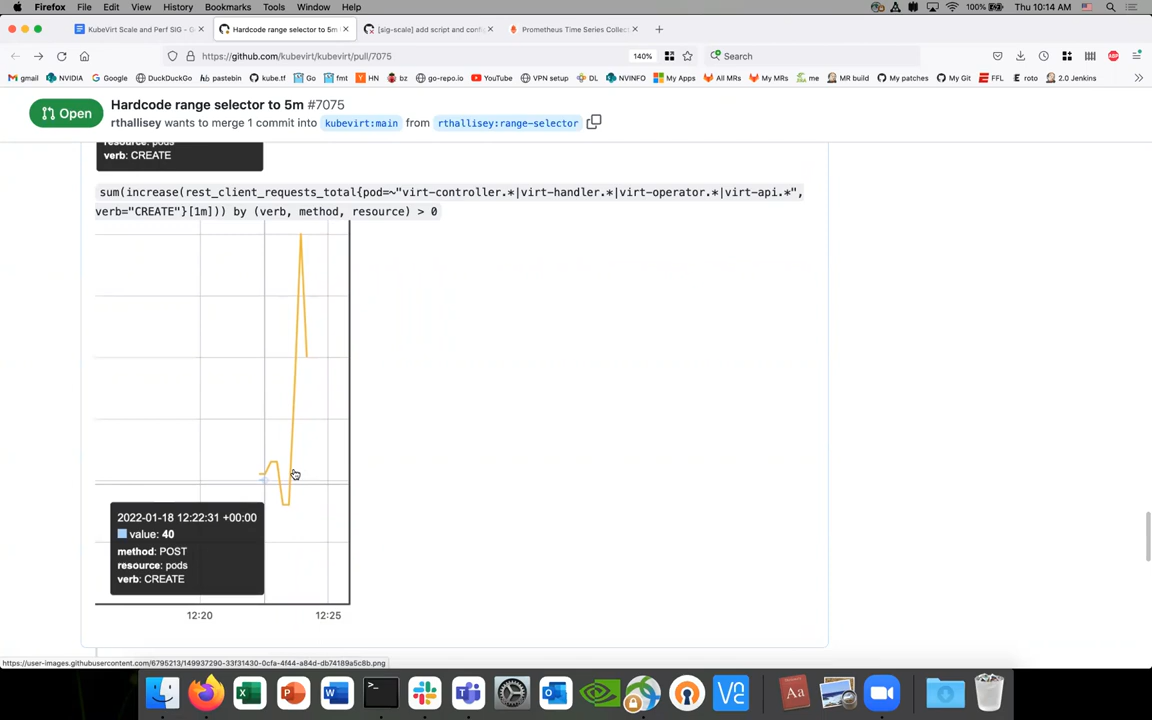 Firefox File Edit View History Bookmarks Tools Window Help 100% Thu 10:14 AM
KubeVirt Scale and Perf SIG - G
Hardcode range selector to 5m
[sig-scale] add script and conf
Prometheus Time Series Collect
https://github.com/kubevirt/pull/7075
140%
Search
gmail NVIDIA Google DuckDuckGo pastebin kube.tf Go fmt HN bz go-repo.io YouTube VPN setup DL NVINFO My Apps All MRs My MRs me MR build My patches My Git FFL roto 2.0 Jenkins
Open
Hardcode range selector to 5m #7075
rthallisey wants to merge 1 commit into kubevirt:main from rthallisey:range-selector
resource: pods
verb: CREATE
sum(increase(rest_client_requests_total{pod=~"virt-controller.*|virt-handler.*|virt-operator.*|virt-api.*",
verb="CREATE"}[1m])) by (verb, method, resource) > 0
2022-01-18 12:22:31 +00:00
value: 40
method: POST
resource: pods
verb: CREATE
12:20
12:25
https://user-images.githubusercontent.com/6795213/149937290-33f31430-0cfa-4f44-a84d-db74189a5c8b.png
X
P
W
Aa